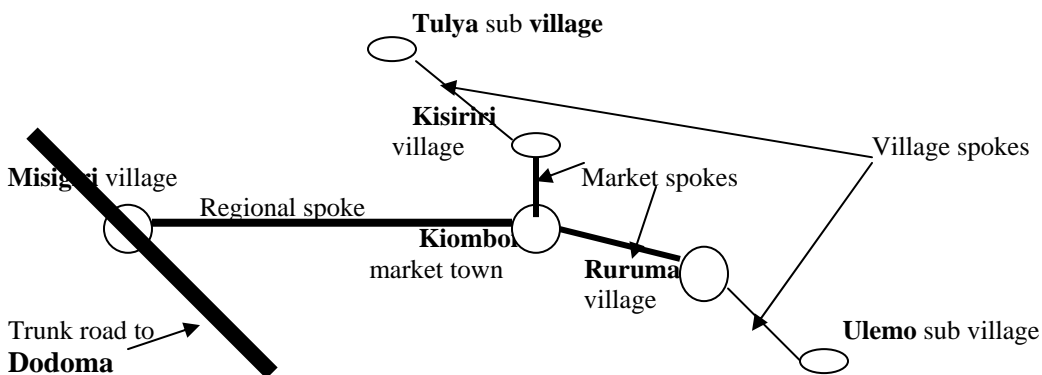 Tulya sub village
Kisiriri
village
Village spokes
Misigiri village
Market spokes
Regional spoke
Kiomboi
market town
Ruruma
village
Trunk road to
Dodoma
Ulemo sub village